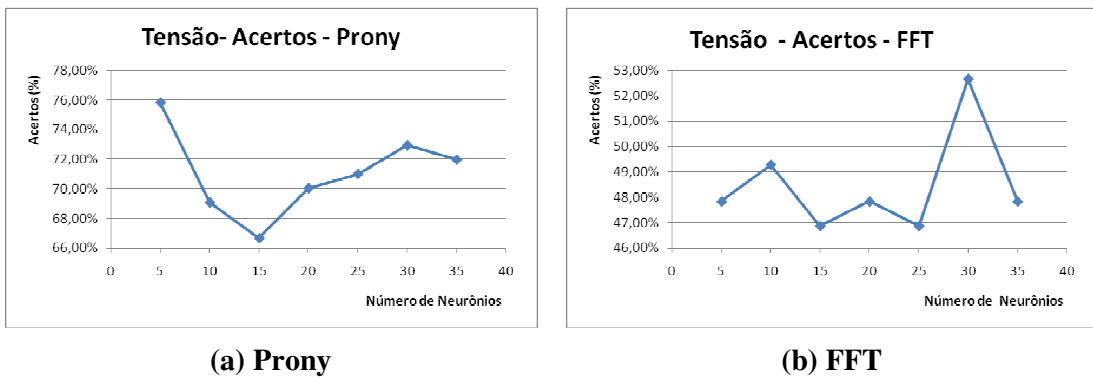 Tensão- Acertos - Prony
Acertos (%)
78,00%
76,00%
74,00%
72,00%
70,00%
68,00%
66,00%
0 5 10 15 20 25 30 35 40
Número de Neurônios
(a) Prony
Tensão - Acertos - FFT
Acertos (%)
53,00%
52,00%
51,00%
50,00%
49,00%
48,00%
47,00%
46,00%
0 5 10 15 20 25 30 35 40
Número de Neurônios
(b) FFT